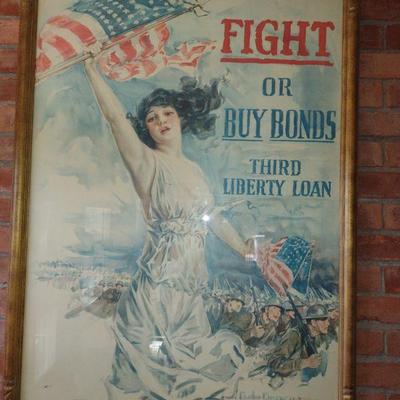 FIGHT
OR
BUY BONDS
THIRD
LIBERTY LOAN